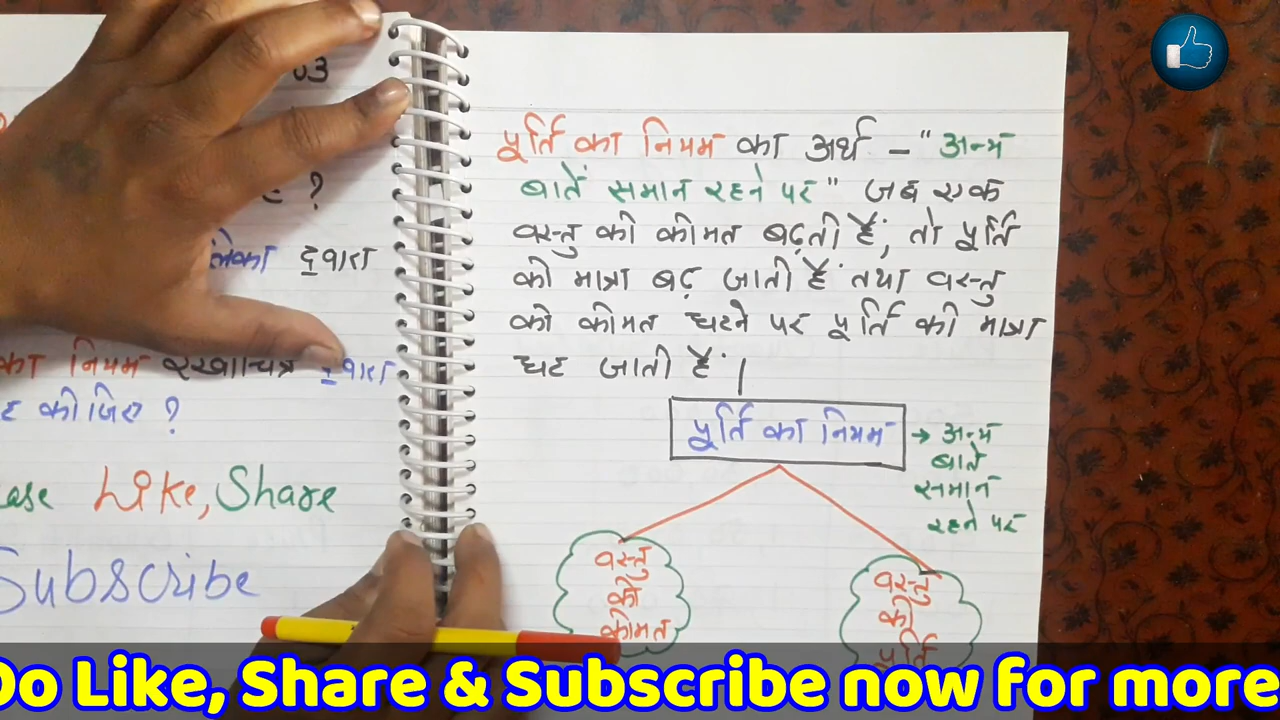 03
?
द्वारा
का नियम रेखाचित्र द्वारा
कीजिए ?
Like, Share
Subscribe
पूर्ति का नियम का अर्थ – "अन्य
बातें समान रहने पर" जब एक
वस्तु की कीमत बढ़ती हैं, तो पूर्ति
की मात्रा बढ़ जाती हैं तथा वस्तु
की कीमत घटने पर पूर्ति की मात्रा
घट जाती हैं।
पूर्ति का नियम → अन्य
बातें
समान
रहने पर
वस्तु
की
कीमत
वस्तु
की
पूर्ति
Do Like, Share & Subscribe now for more